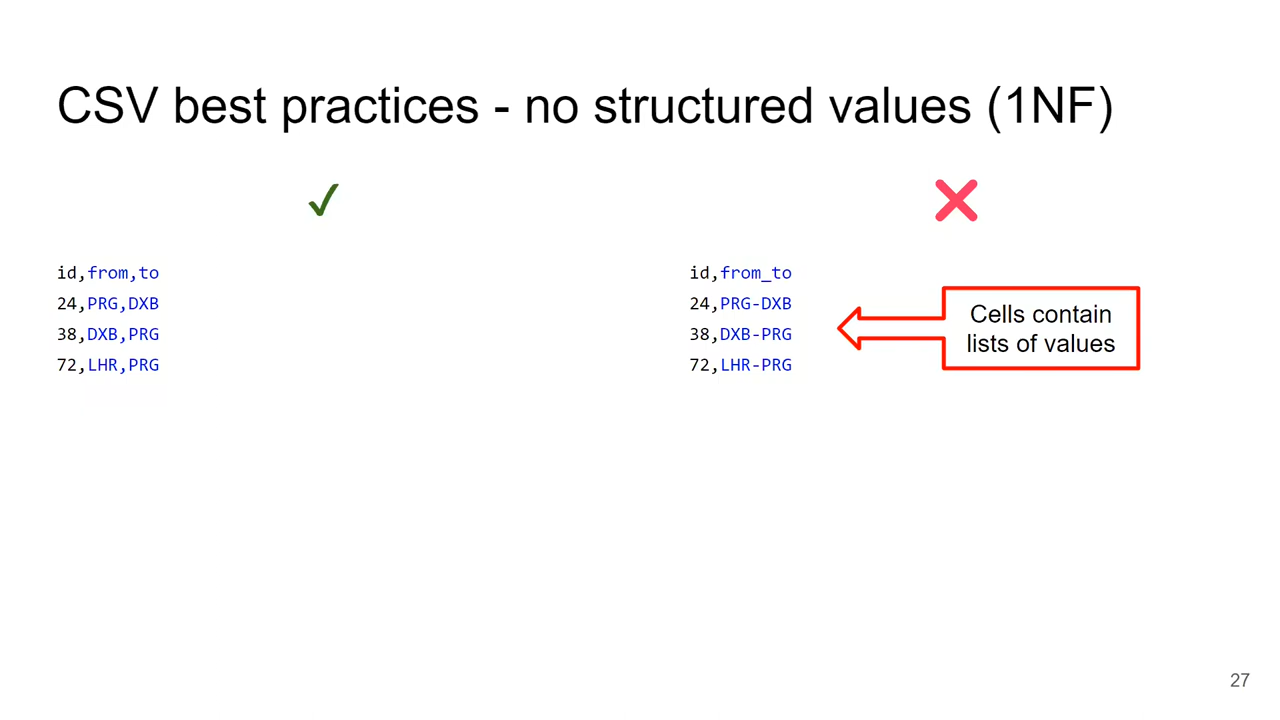 CSV best practices - no structured values (1NF)
id,from,to
24,PRG,DXB
38,DXB,PRG
72,LHR,PRG
id,from_to
24,PRG-DXB
38,DXB-PRG
72,LHR-PRG
Cells contain
lists of values
27